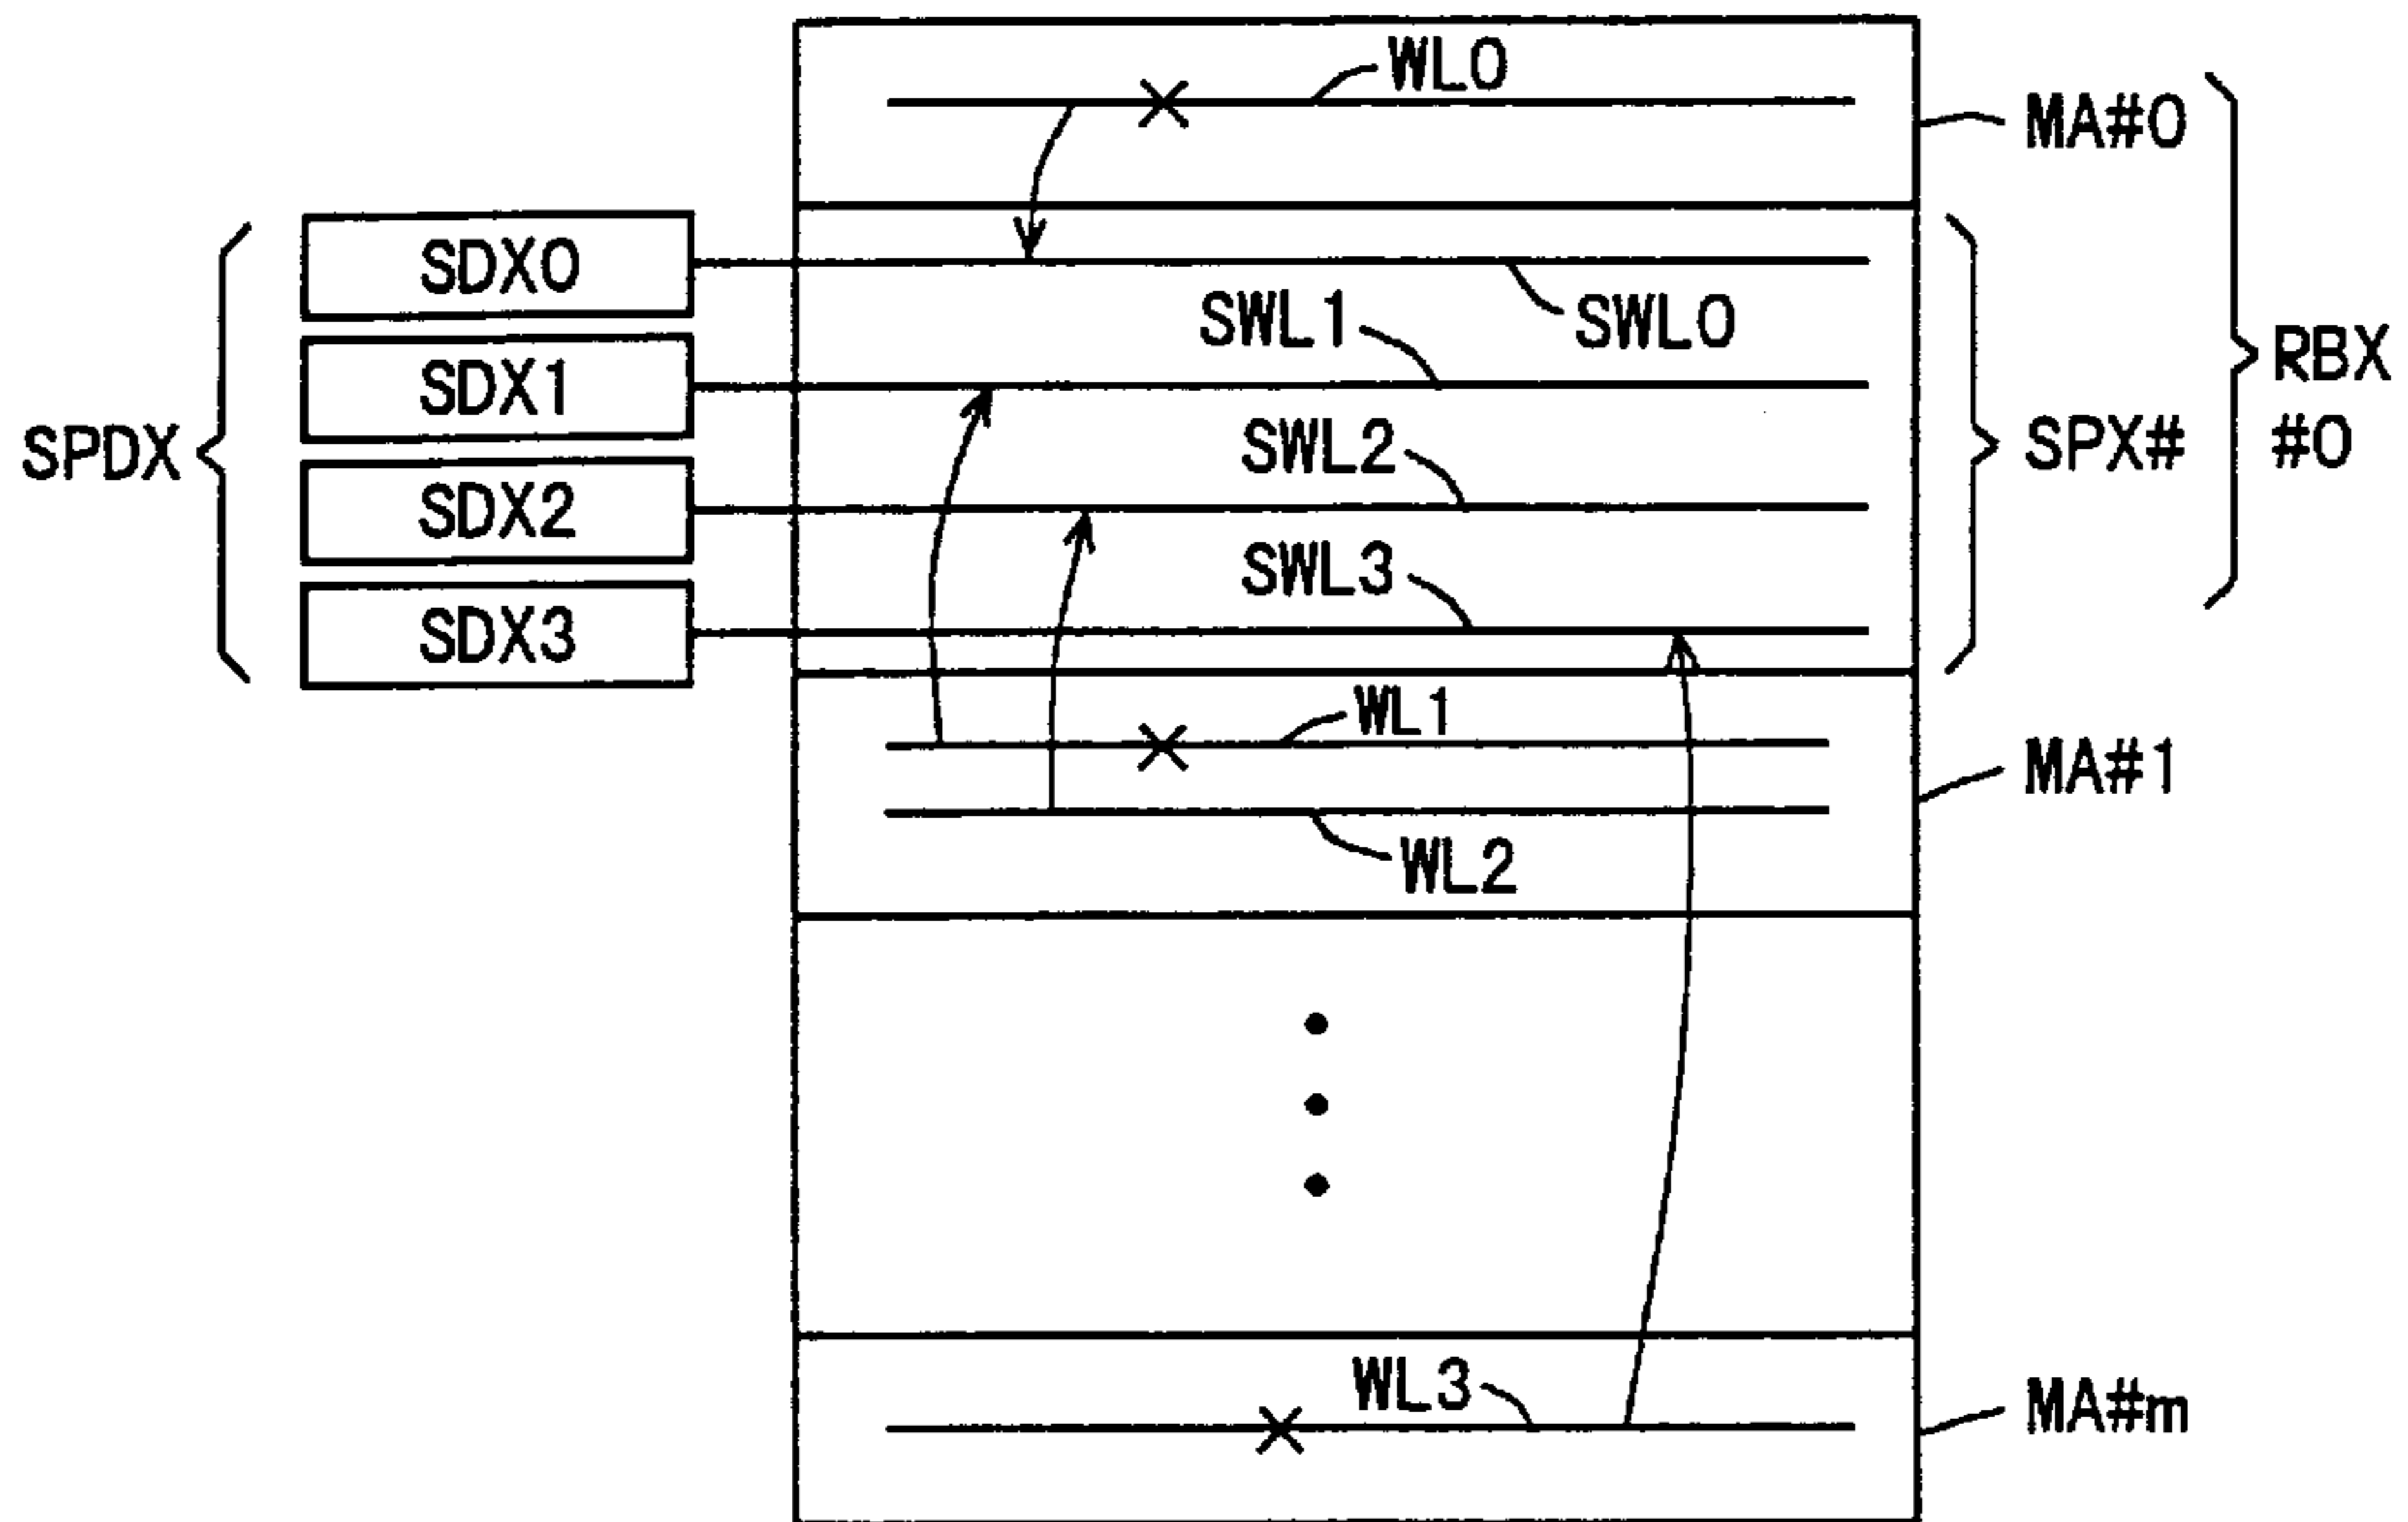 WL0
MA#0
SDX0
SWL0
SWL1
RBX
#0
SDX1
SPDX
SWL2
SPX#
SDX2
SWL3
SDX3
WL1
MA#1
WL2
WL3
MA#m